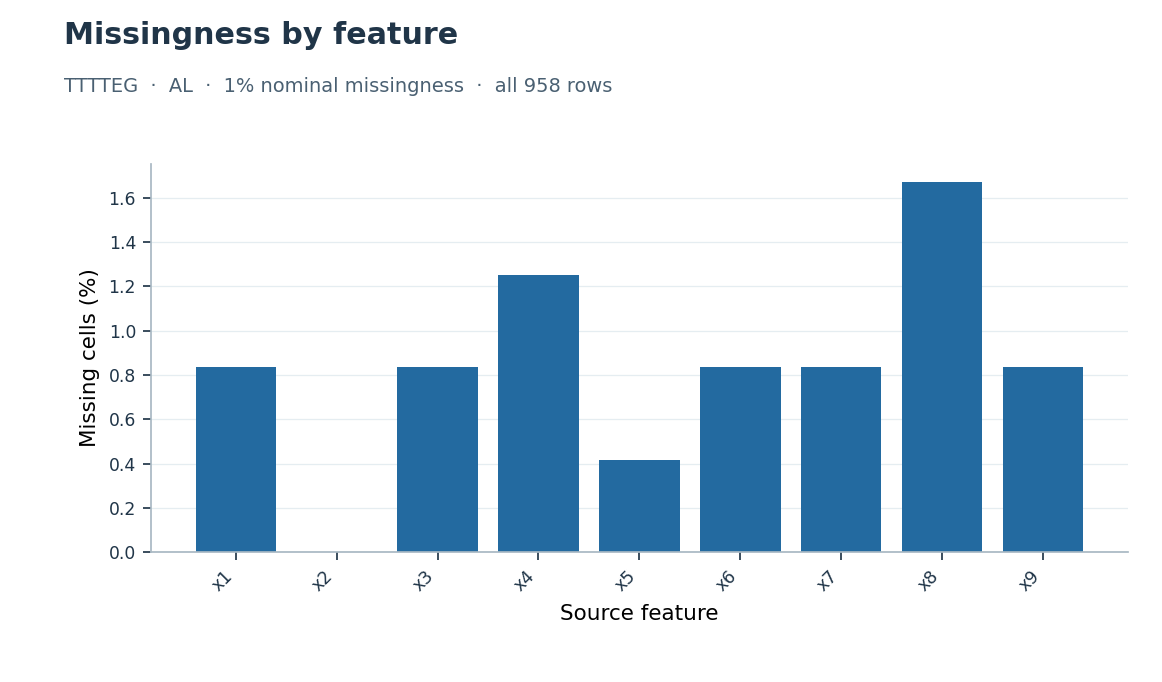 Missingness by feature
TTTTEG · AL · 1% nominal missingness · all 958 rows
Missing cells (%)
1.6
1.4
1.2
1.0
0.8
0.6
0.4
0.2
0.0
x1 x2 x3 x4 x5 x6 x7 x8 x9
Source feature